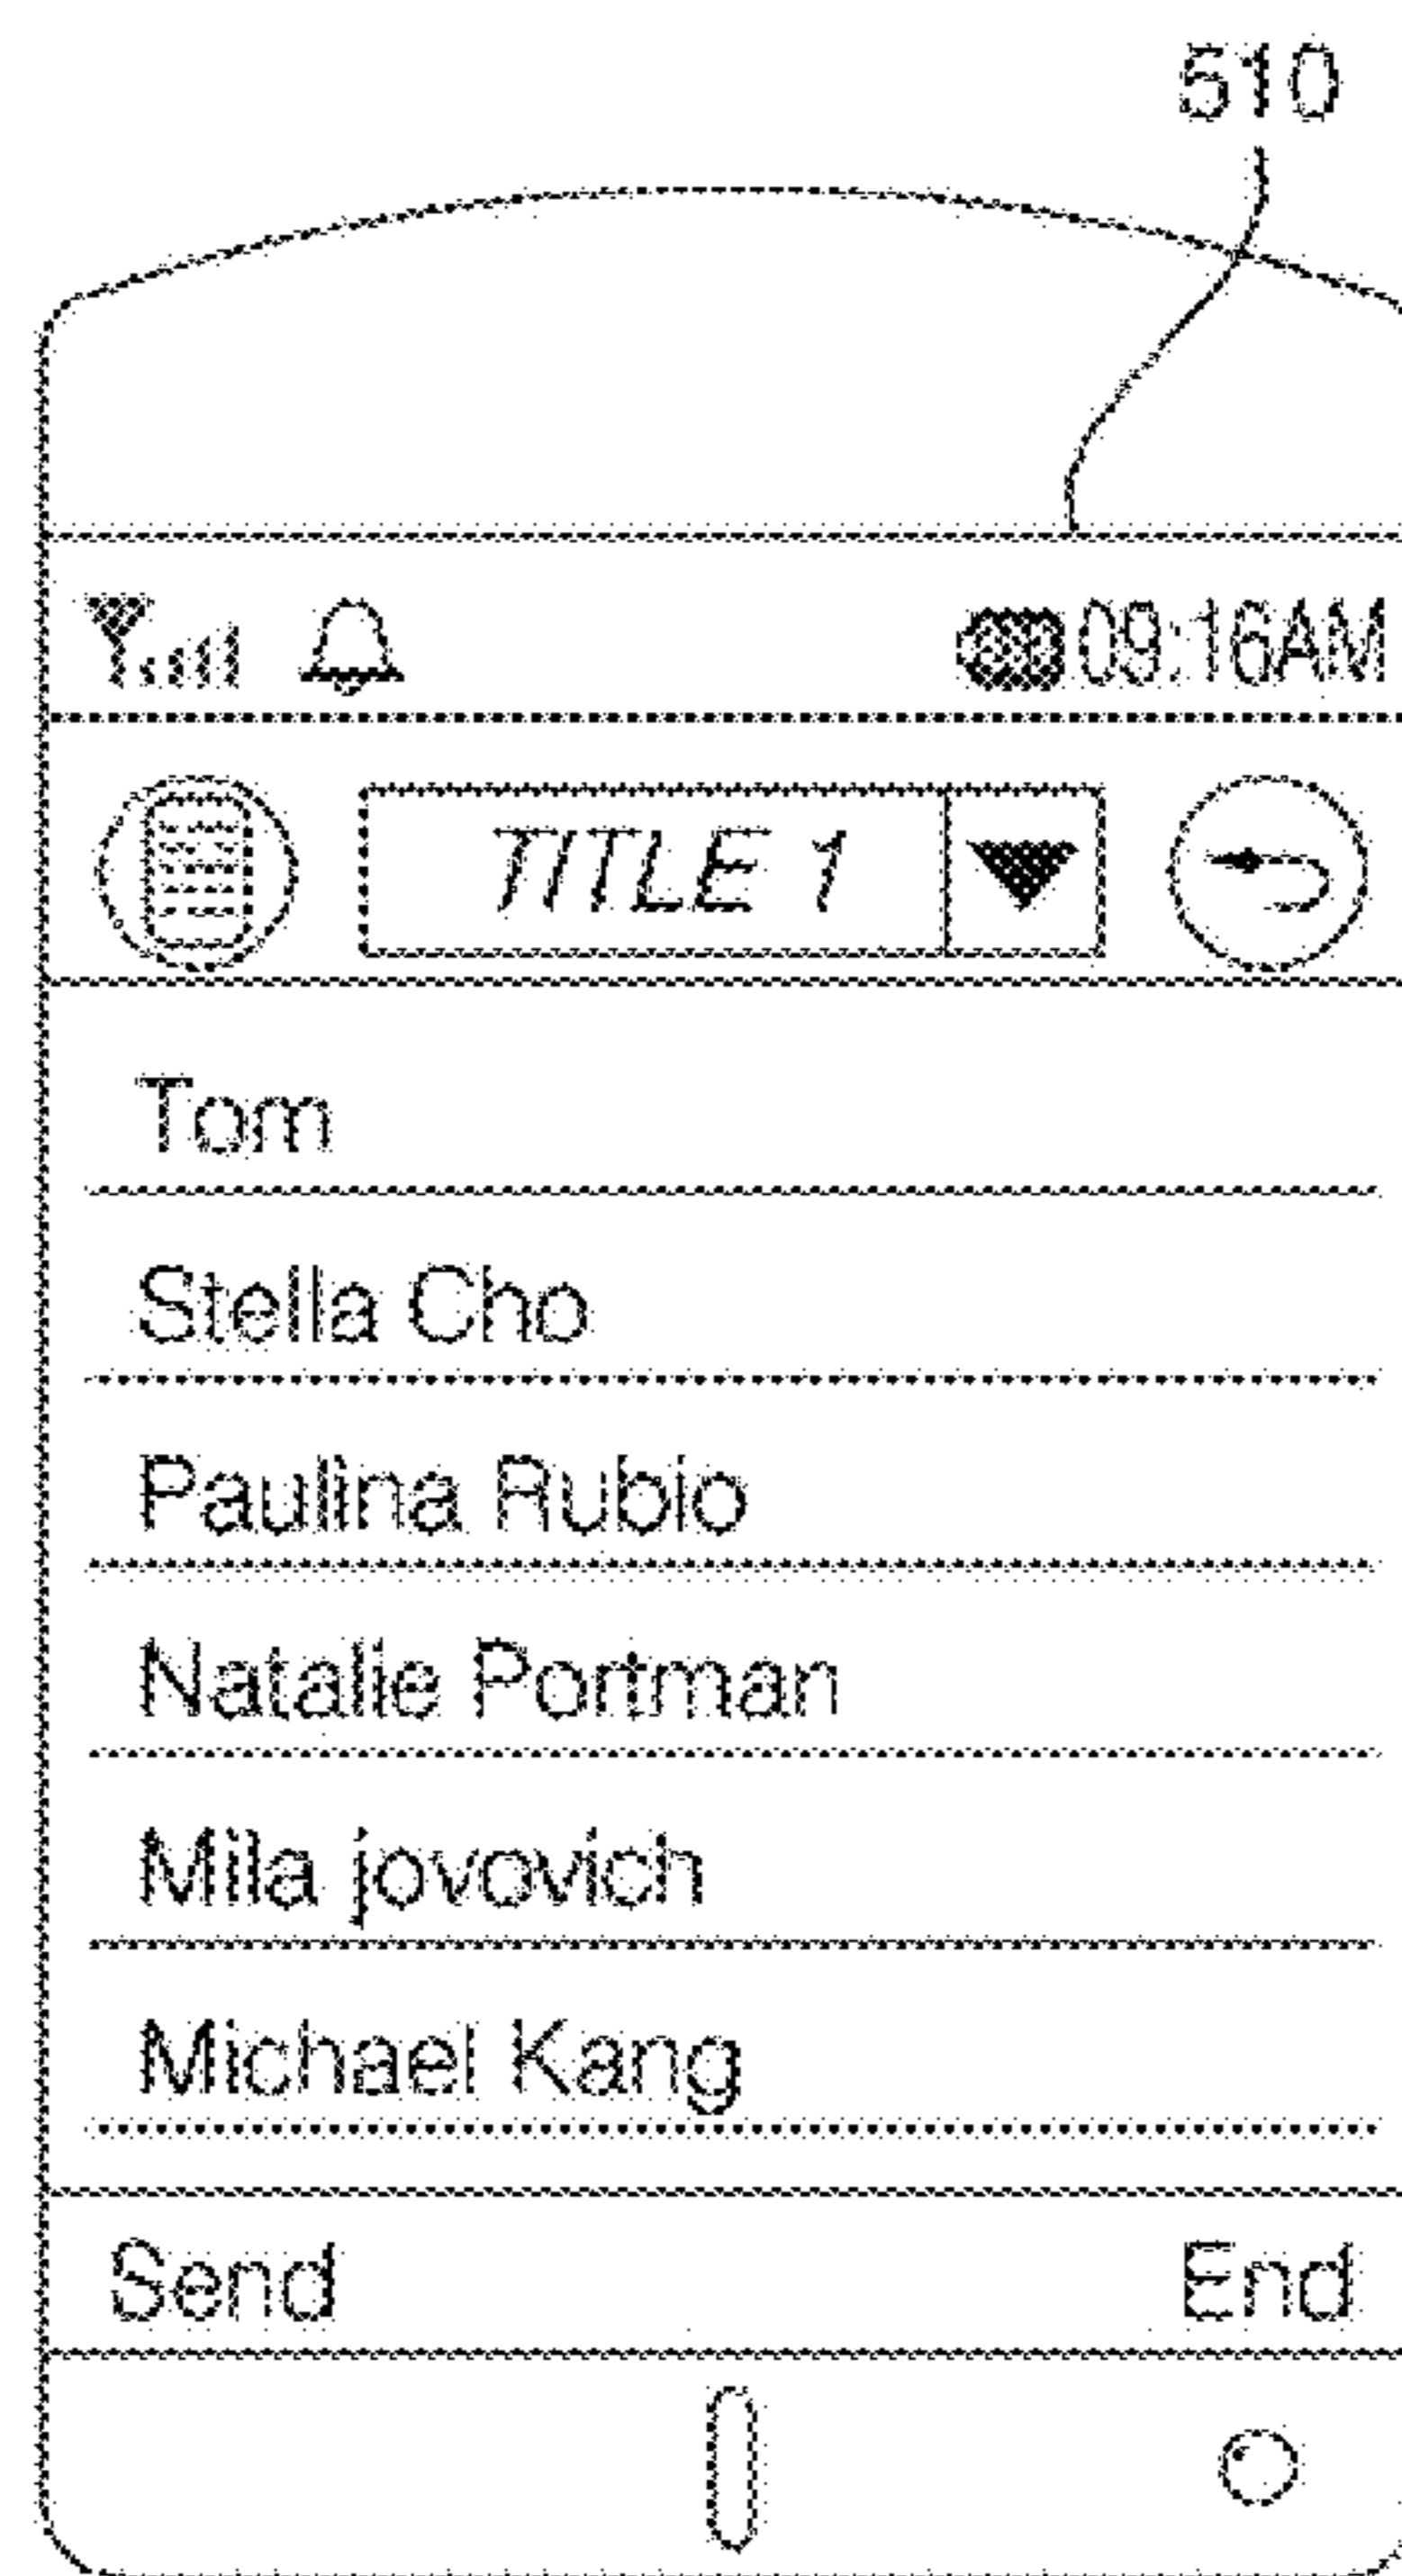 510
09:16AM
TITLE 1
Tom
Stella Cho
Paulina Rubio
Natalie Portman
Mila jovovich
Michael Kang
Send End